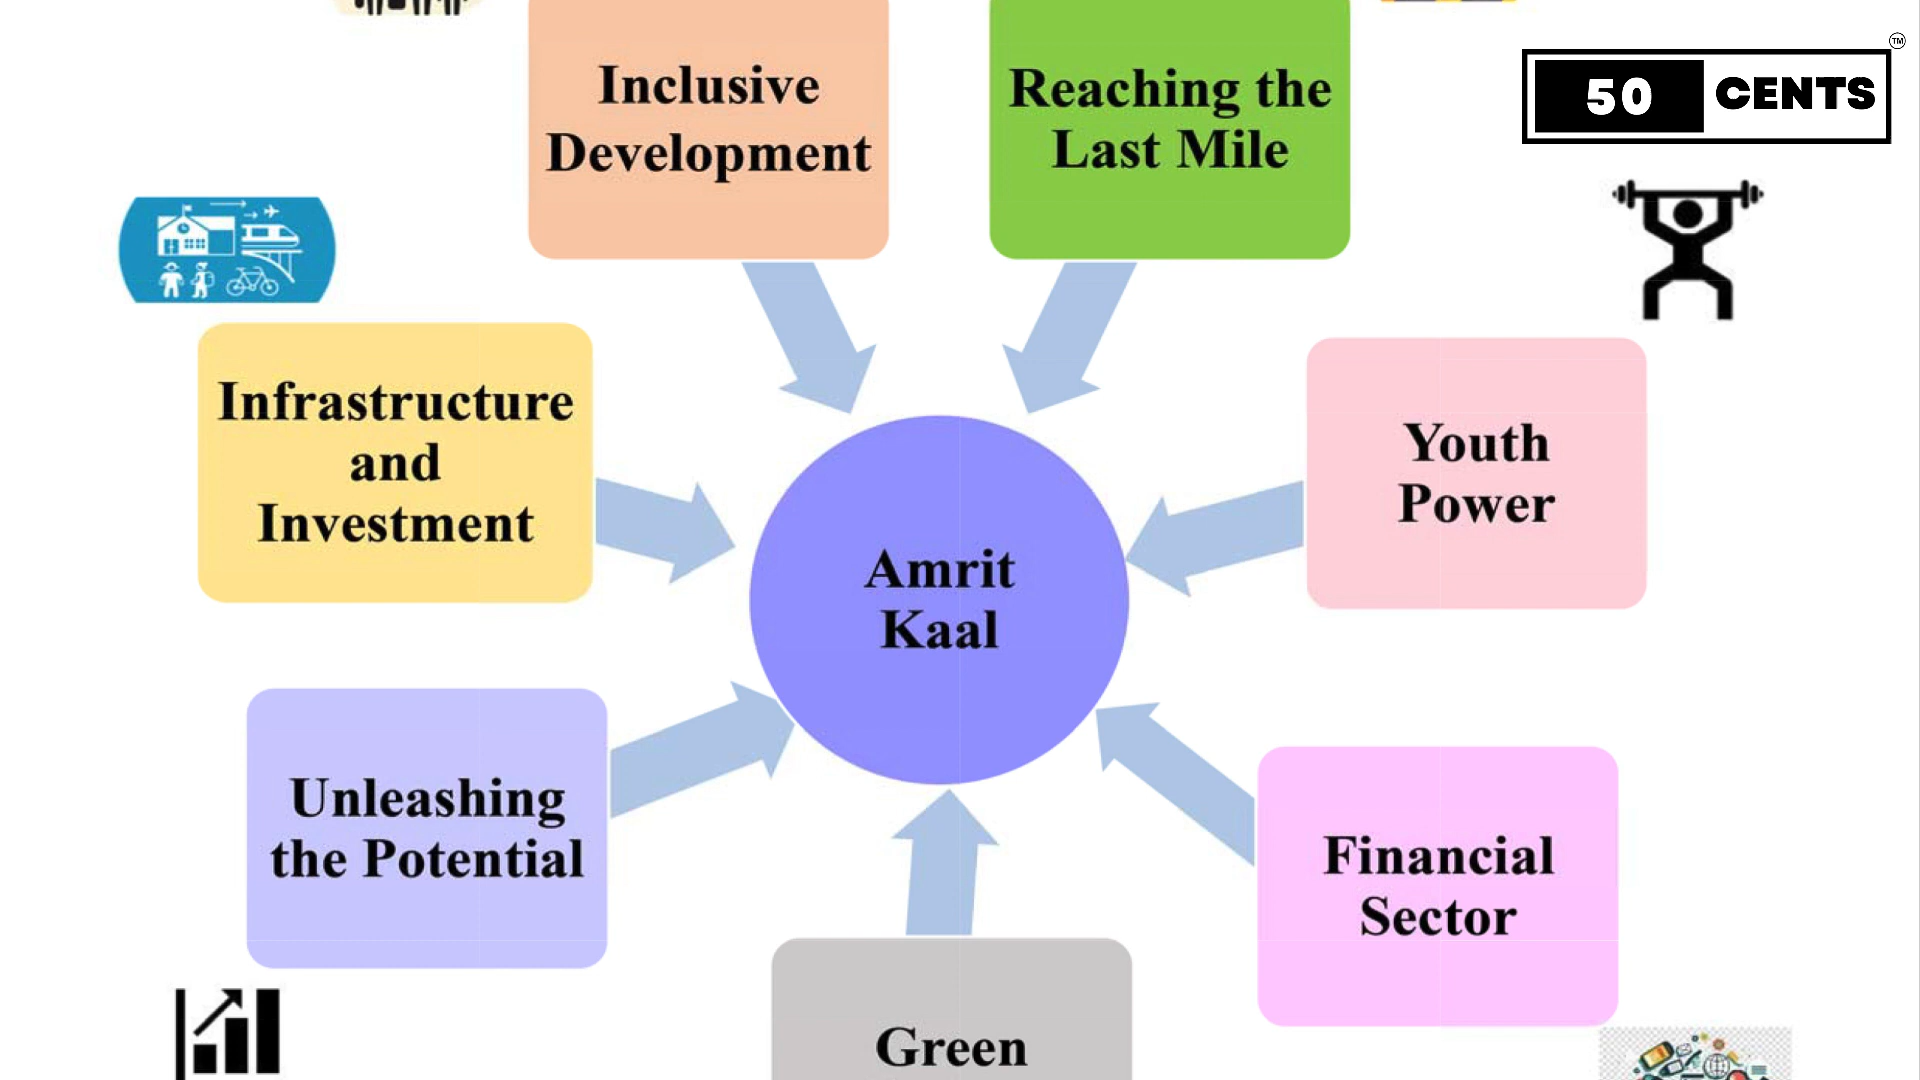 Inclusive
Development
Reaching the
Last Mile
50 CENTS
TM
Infrastructure
and
Investment
Youth
Power
Amrit
Kaal
Unleashing
the Potential
Financial
Sector
Green